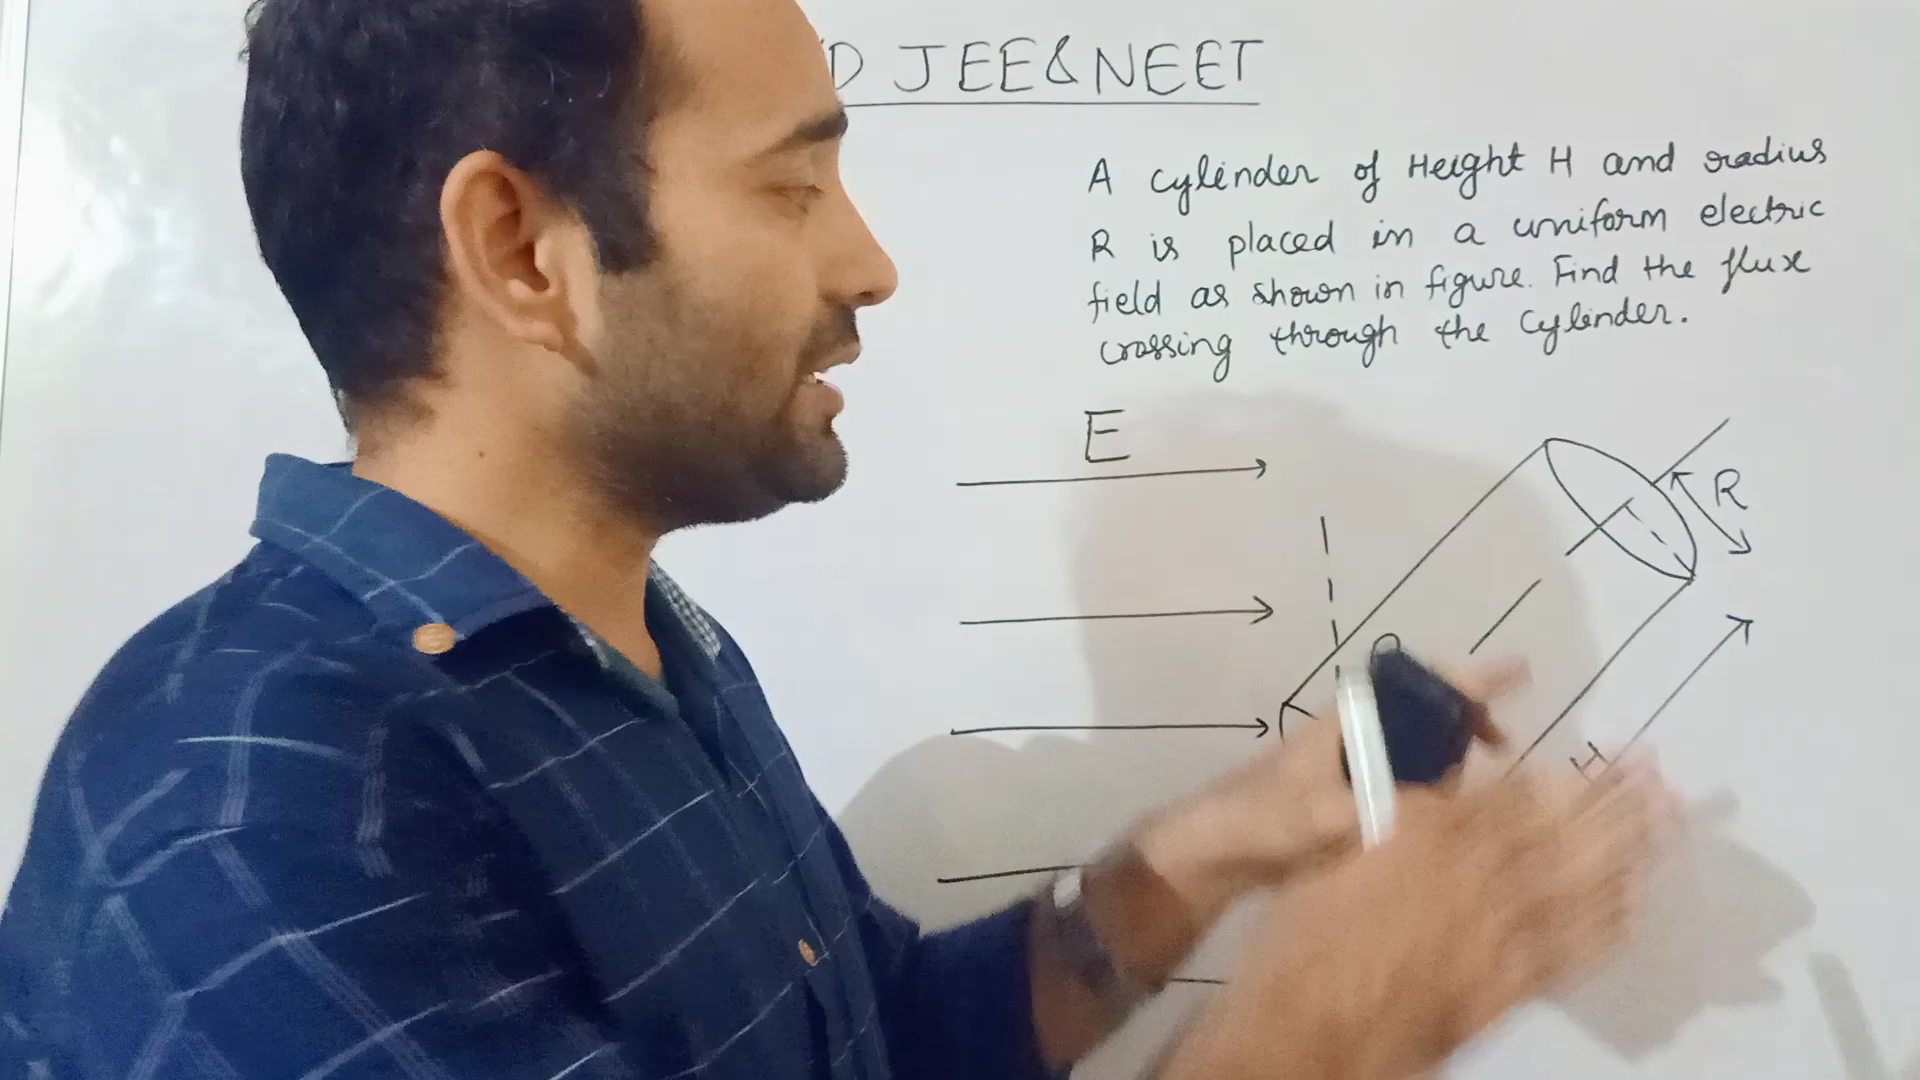 D JEE&NEET
A cylinder of Height H and radius
R is placed in a uniform electric
field as shown in figure. Find the flux
crossing through the Cylinder.
E
R
H